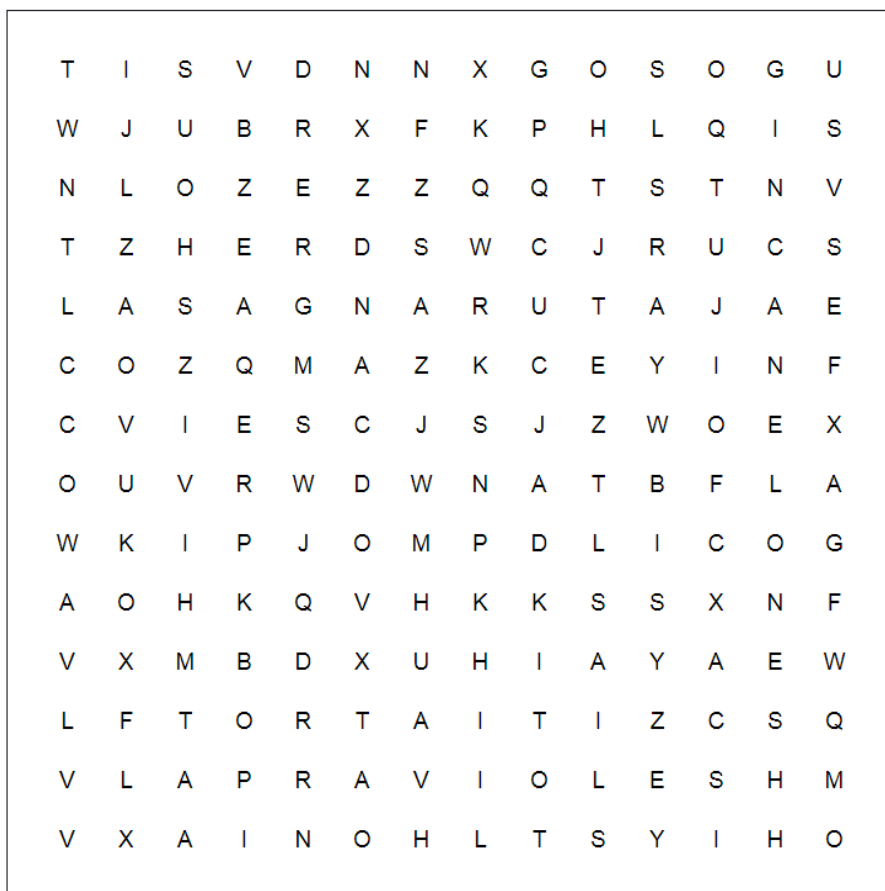 T I S V D N N X G O S O G U
W J U B R X F K P H L Q I S
N L O Z E Z Z Q Q T S T N V
T Z H E R D S W C J R U C S
L A S A G N A R U T A J A E
C O Z Q M A Z K C E Y I N F
C V I E S C J S J Z W O E X
O U V R W D W N A T B F L A
W K I P J O M P D L I C O G
A O H K Q V H K K S S X N F
V X M B D X U H I A Y A E W
L F T O R T A I T I Z C S Q
V L A P R A V I O L E S H M
V X A I N O H L T S Y I H O